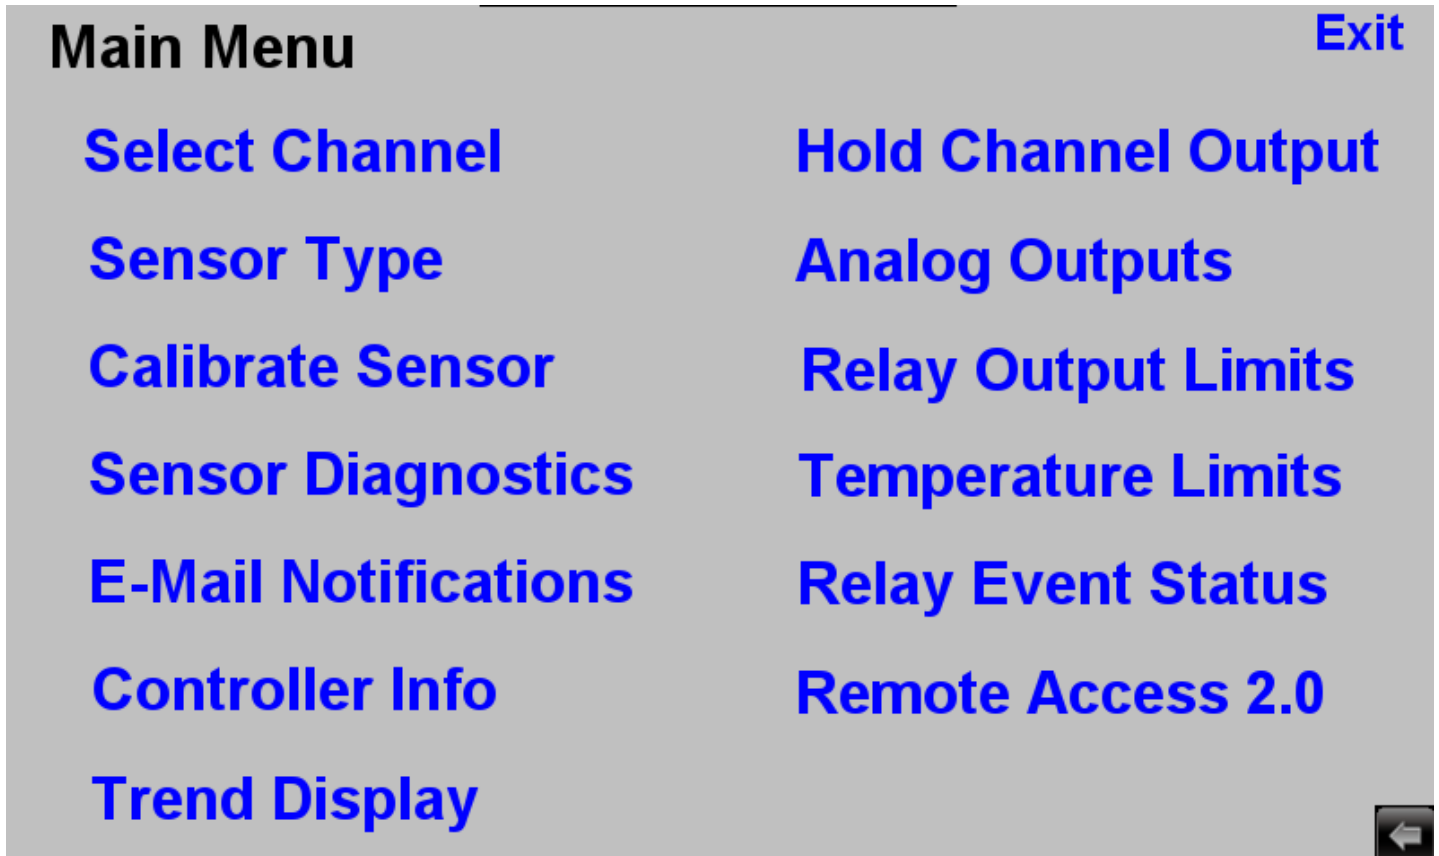 Main Menu
Exit
Select Channel
Hold Channel Output
Sensor Type
Analog Outputs
Calibrate Sensor
Relay Output Limits
Sensor Diagnostics
Temperature Limits
E-Mail Notifications
Relay Event Status
Controller Info
Remote Access 2.0
Trend Display